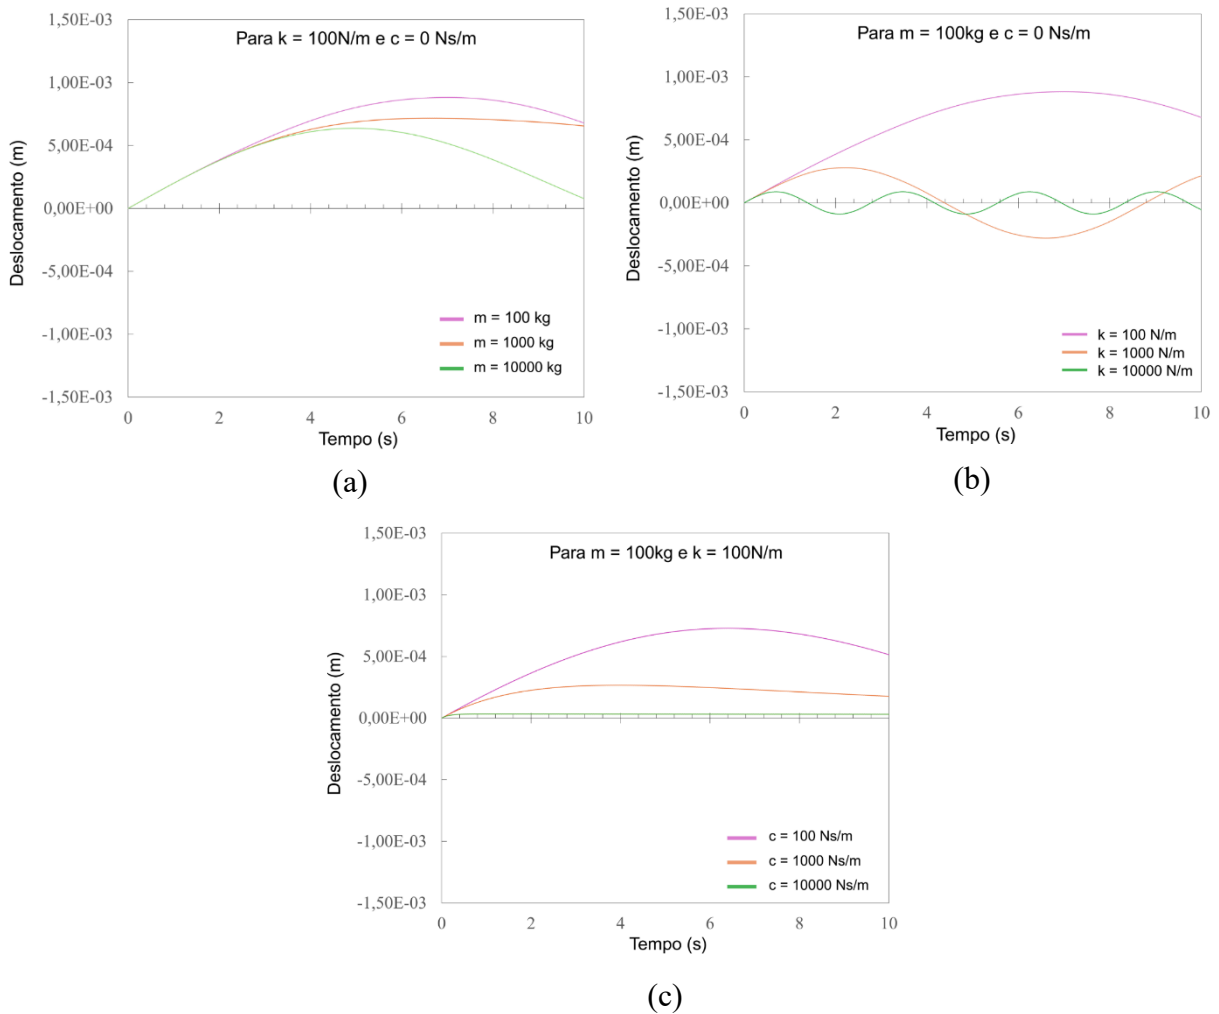 Para k = 100N/m e c = 0 Ns/m
1,50E-03
1,00E-03
5,00E-04
0,00E+00
-5,00E-04
-1,00E-03
-1,50E-03
Deslocamento (m)
m = 100 kg
m = 1000 kg
m = 10000 kg
0 2 4 6 8 10
Tempo (s)
(a)
Para m = 100kg e c = 0 Ns/m
1,50E-03
1,00E-03
5,00E-04
0,00E+00
-5,00E-04
-1,00E-03
-1,50E-03
Deslocamento (m)
k = 100 N/m
k = 1000 N/m
k = 10000 N/m
0 2 4 6 8 10
Tempo (s)
(b)
Para m = 100kg e k = 100N/m
1,50E-03
1,00E-03
5,00E-04
0,00E+00
-5,00E-04
-1,00E-03
-1,50E-03
Deslocamento (m)
c = 100 Ns/m
c = 1000 Ns/m
c = 10000 Ns/m
0 2 4 6 8 10
Tempo (s)
(c)